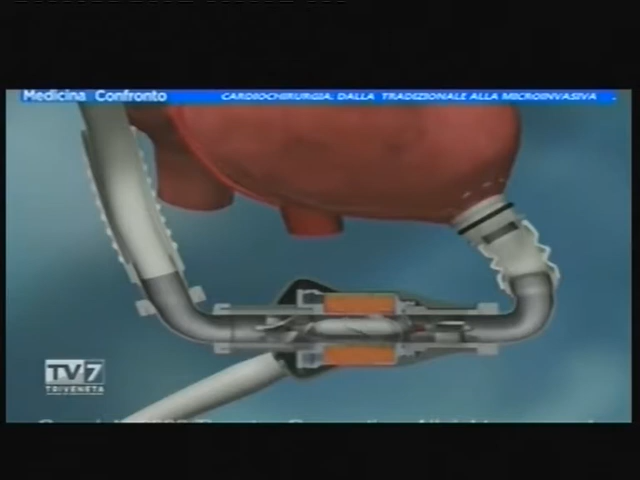 Medicina Confronto
CARDIOCHIRURGIA: DALLA TRADIZIONALE ALLA MICROINVASIVA
TV7
TRIVENETA